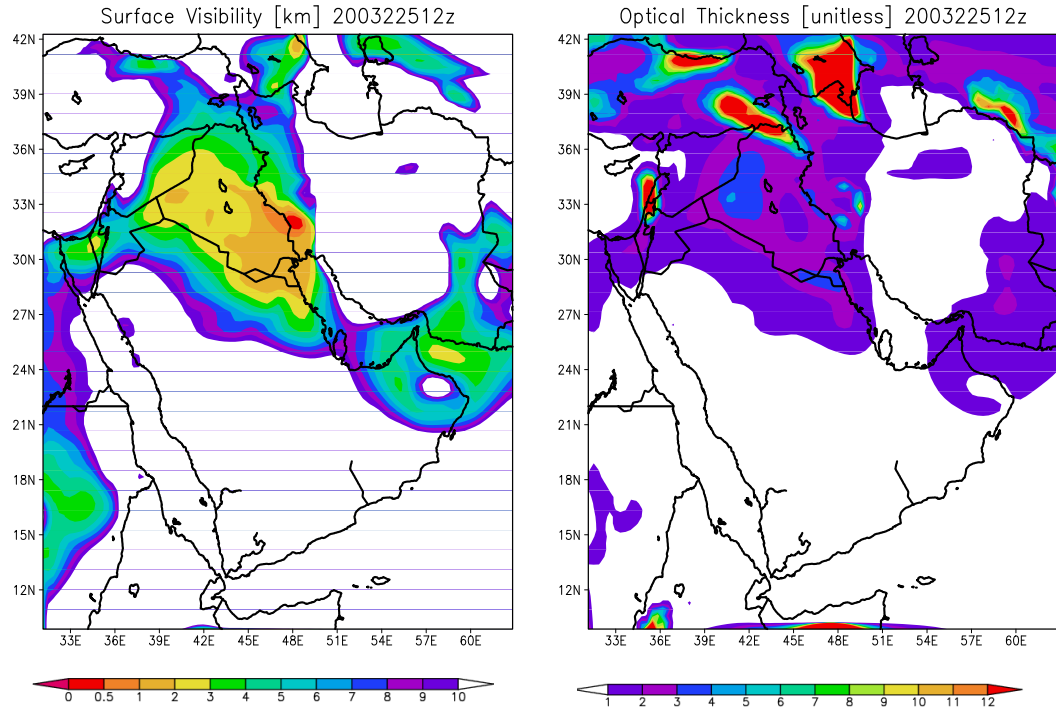 Surface Visibility [km] 200322512z
Optical Thickness [unitless] 200322512z
42N
39N
36N
33N
30N
27N
24N
21N
18N
15N
12N
33E 36E 39E 42E 45E 48E 51E 54E 57E 60E
0 0.5 1 2 3 4 5 6 7 8 9 10
42N
39N
36N
33N
30N
27N
24N
21N
18N
15N
12N
33E 36E 39E 42E 45E 48E 51E 54E 57E 60E
1 2 3 4 5 6 7 8 9 10 11 12